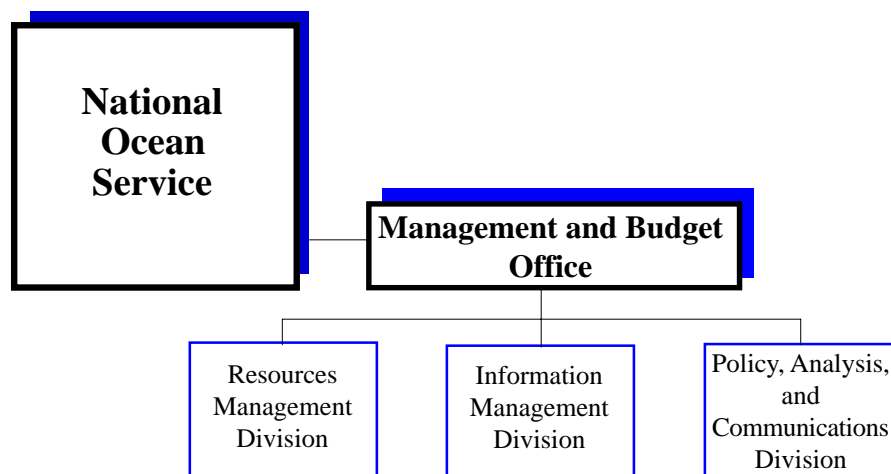 National
Ocean
Service
Management and Budget
Office
Resources
Management
Division
Information
Management
Division
Policy, Analysis,
and
Communications
Division